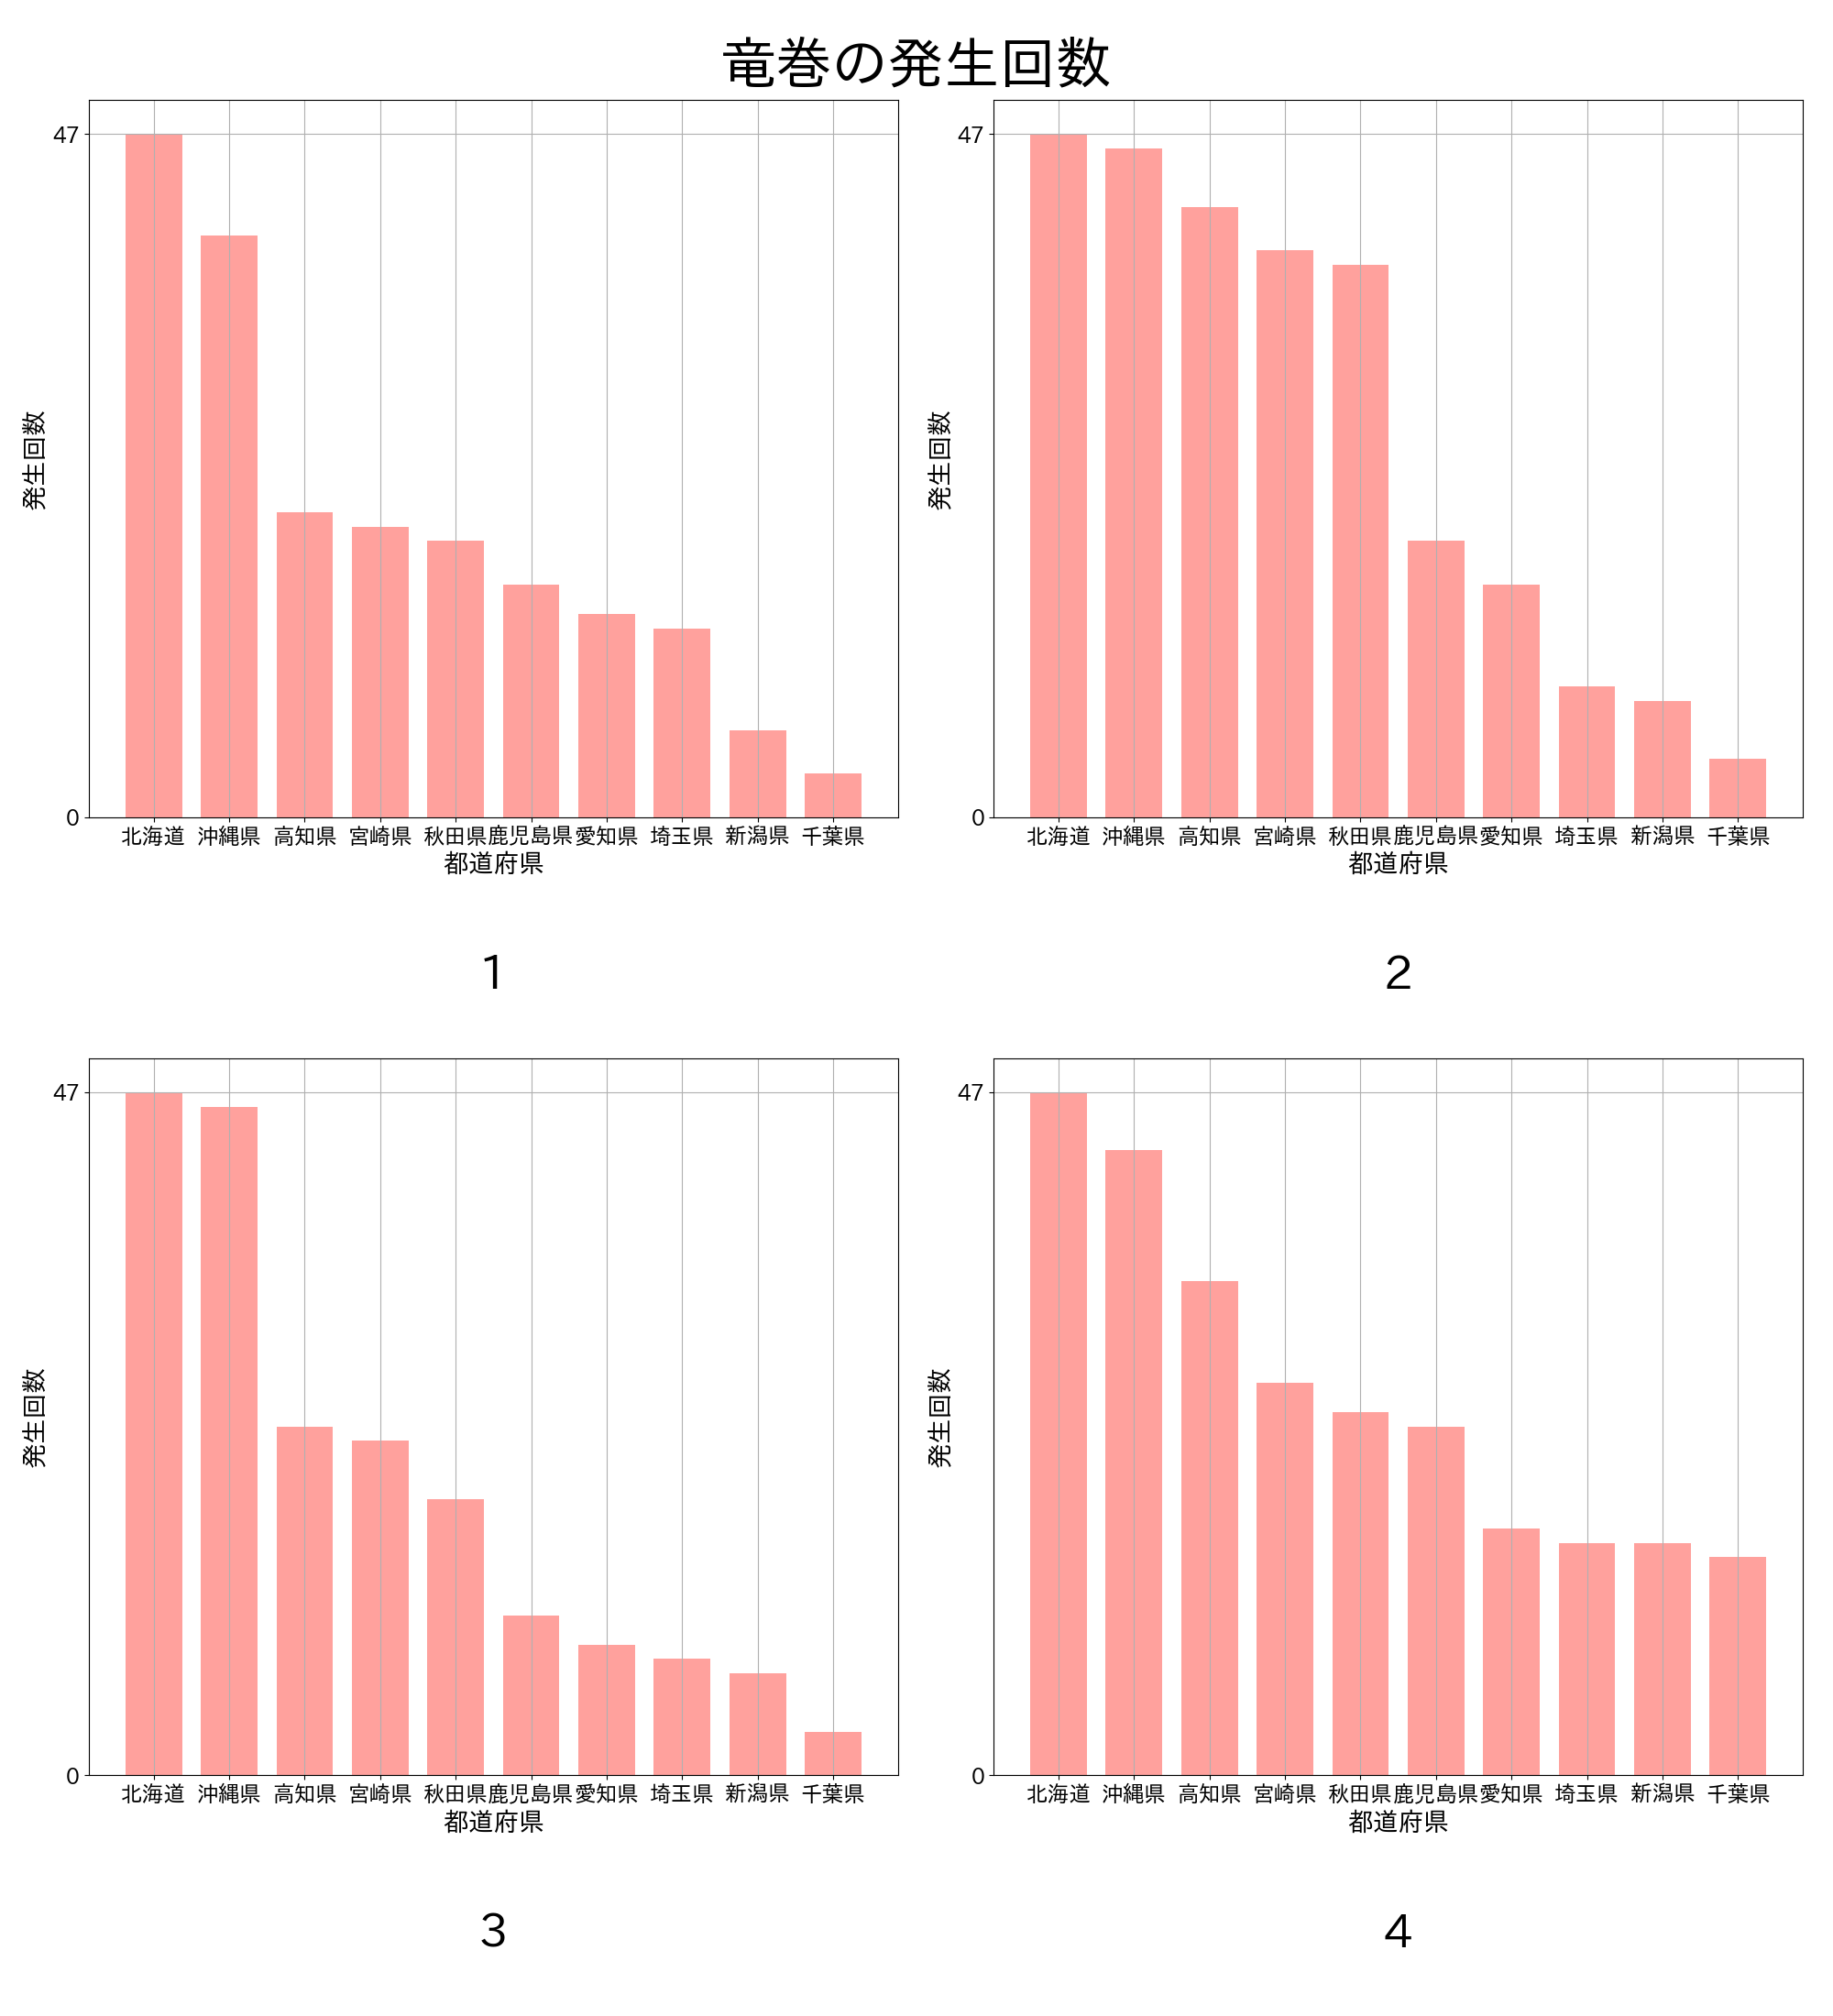 竜巻の発生回数
47
0
発生回数
北海道 沖縄県 高知県 宮崎県 秋田県 鹿児島県 愛知県 埼玉県 新潟県 千葉県
都道府県
1
47
0
発生回数
北海道 沖縄県 高知県 宮崎県 秋田県 鹿児島県 愛知県 埼玉県 新潟県 千葉県
都道府県
2
47
0
発生回数
北海道 沖縄県 高知県 宮崎県 秋田県 鹿児島県 愛知県 埼玉県 新潟県 千葉県
都道府県
3
47
0
発生回数
北海道 沖縄県 高知県 宮崎県 秋田県 鹿児島県 愛知県 埼玉県 新潟県 千葉県
都道府県
4